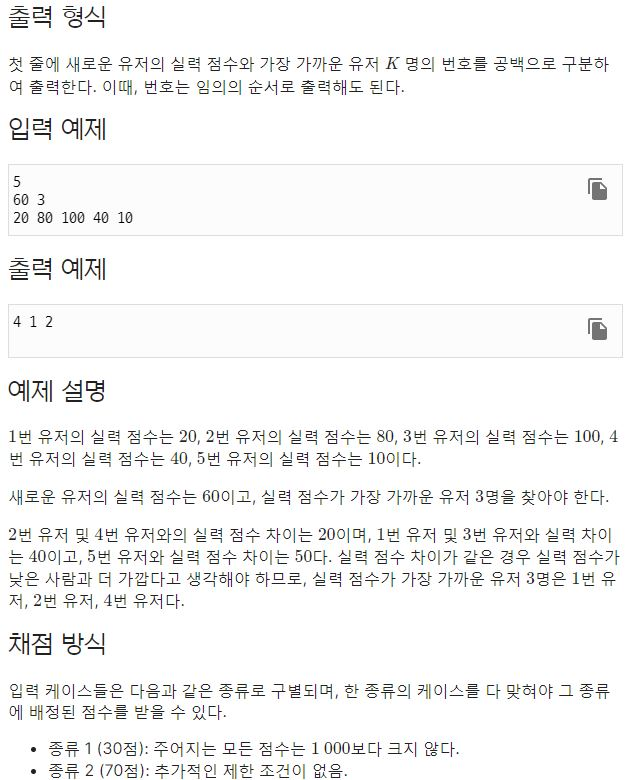 출력 형식
첫 줄에 새로운 유저의 실력 점수와 가장 가까운 유저 K 명의 번호를 공백으로 구분하
여 출력한다. 이때, 번호는 임의의 순서로 출력해도 된다.
입력 예제
5
60 3
20 80 100 40 10
출력 예제
4 1 2
예제 설명
1번 유저의 실력 점수는 20, 2번 유저의 실력 점수는 80, 3번 유저의 실력 점수는 100, 4
번 유저의 실력 점수는 40, 5번 유저의 실력 점수는 10이다.
새로운 유저의 실력 점수는 60이고, 실력 점수가 가장 가까운 유저 3명을 찾아야 한다.
2번 유저 및 4번 유저와의 실력 점수 차이는 20이며, 1번 유저 및 3번 유저와 실력 차이
는 40이고, 5번 유저와 실력 점수 차이는 50다. 실력 점수 차이가 같은 경우 실력 점수가
낮은 사람과 더 가깝다고 생각해야 하므로, 실력 점수가 가장 가까운 유저 3명은 1번 유
저, 2번 유저, 4번 유저다.
채점 방식
입력 케이스들은 다음과 같은 종류로 구별되며, 한 종류의 케이스를 다 맞혀야 그 종류
에 배정된 점수를 받을 수 있다.
• 종류 1 (30점): 주어지는 모든 점수는 1 000보다 크지 않다.
• 종류 2 (70점): 추가적인 제한 조건이 없음.